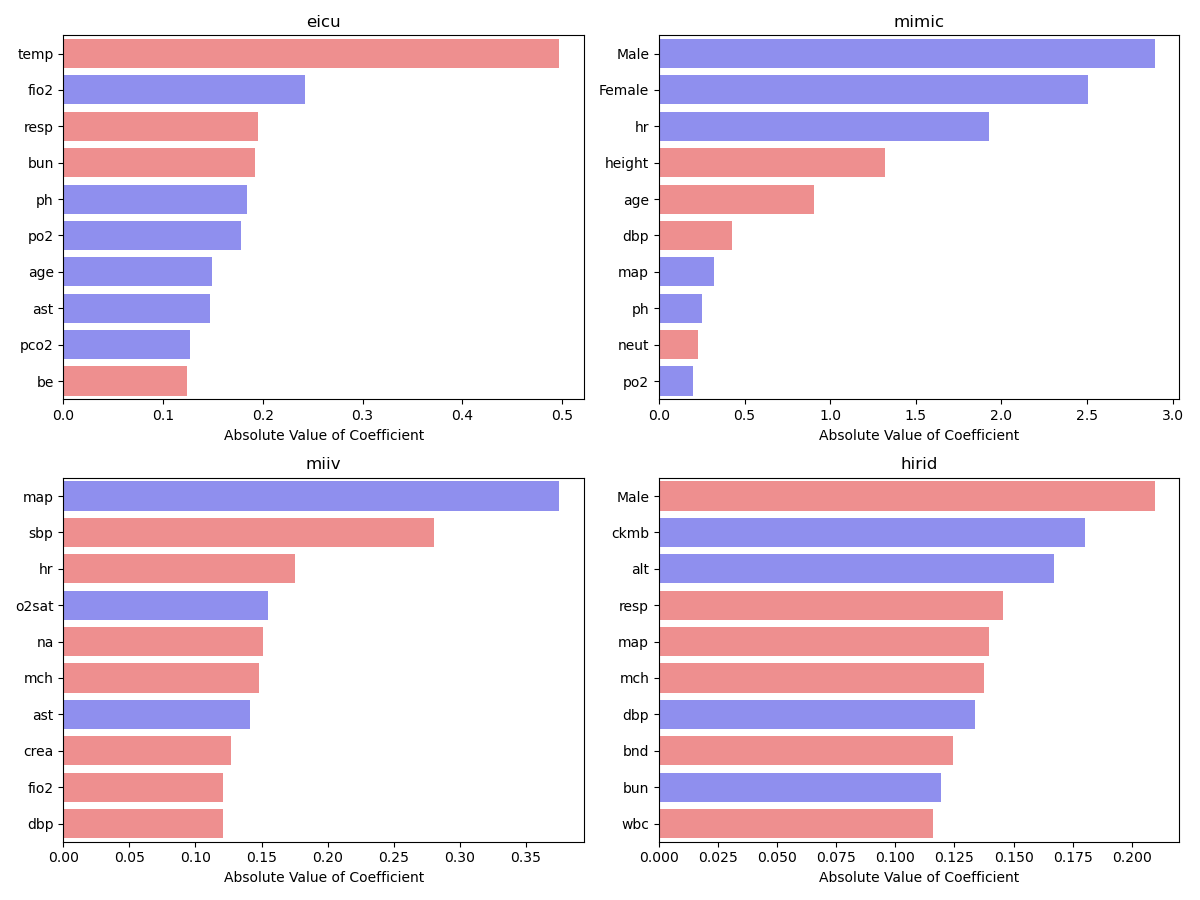 eicu
temp
fio2
resp
bun
ph
po2
age
ast
pco2
be
0.0 0.1 0.2 0.3 0.4 0.5
Absolute Value of Coefficient
mimic
Male
Female
hr
height
age
dbp
map
ph
neut
po2
0.0 0.5 1.0 1.5 2.0 2.5 3.0
Absolute Value of Coefficient
miiv
map
sbp
hr
o2sat
na
mch
ast
crea
fio2
dbp
0.00 0.05 0.10 0.15 0.20 0.25 0.30 0.35
Absolute Value of Coefficient
hirid
Male
ckmb
alt
resp
map
mch
dbp
bnd
bun
wbc
0.000 0.025 0.050 0.075 0.100 0.125 0.150 0.175 0.200
Absolute Value of Coefficient